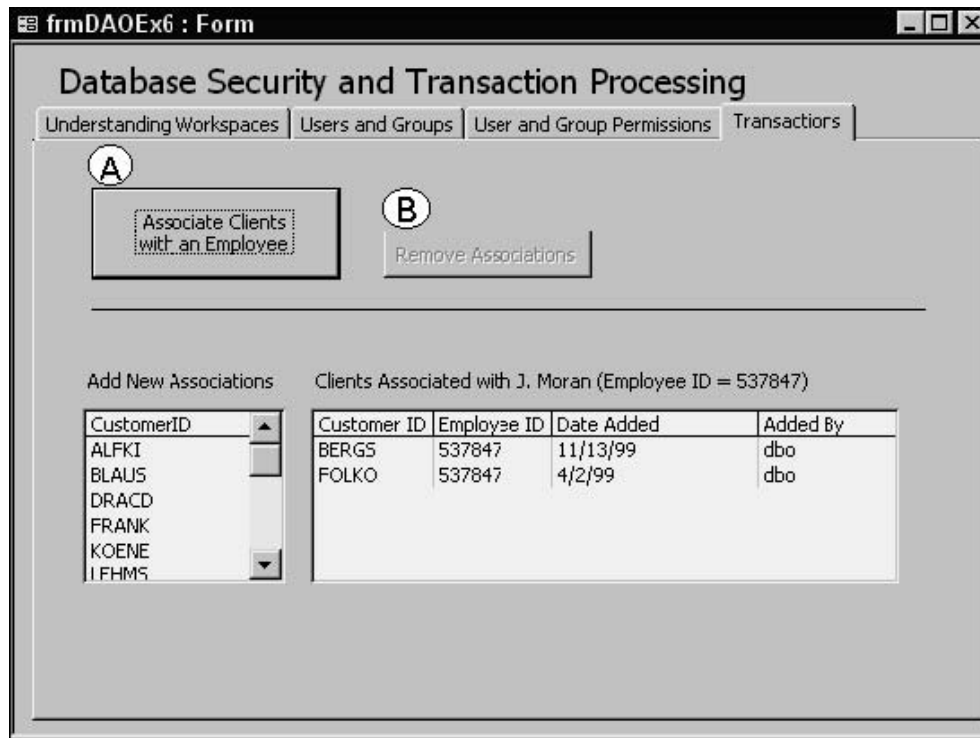 frmDAOEx6 : Form
Database Security and Transaction Processing
Understanding Workspaces
Users and Groups
User and Group Permissions
Transactions
A
Associate Clients
with an Employee
B
Remove Associations
Add New Associations
CustomerID
ALFKI
BLAUS
DRACD
FRANK
KOENE
LEHMS
Clients Associated with J. Moran (Employee ID = 537847)
Customer ID Employee ID Date Added Added By
BERGS 537847 11/13/99 dbo
FOLKO 537847 4/2/99 dbo